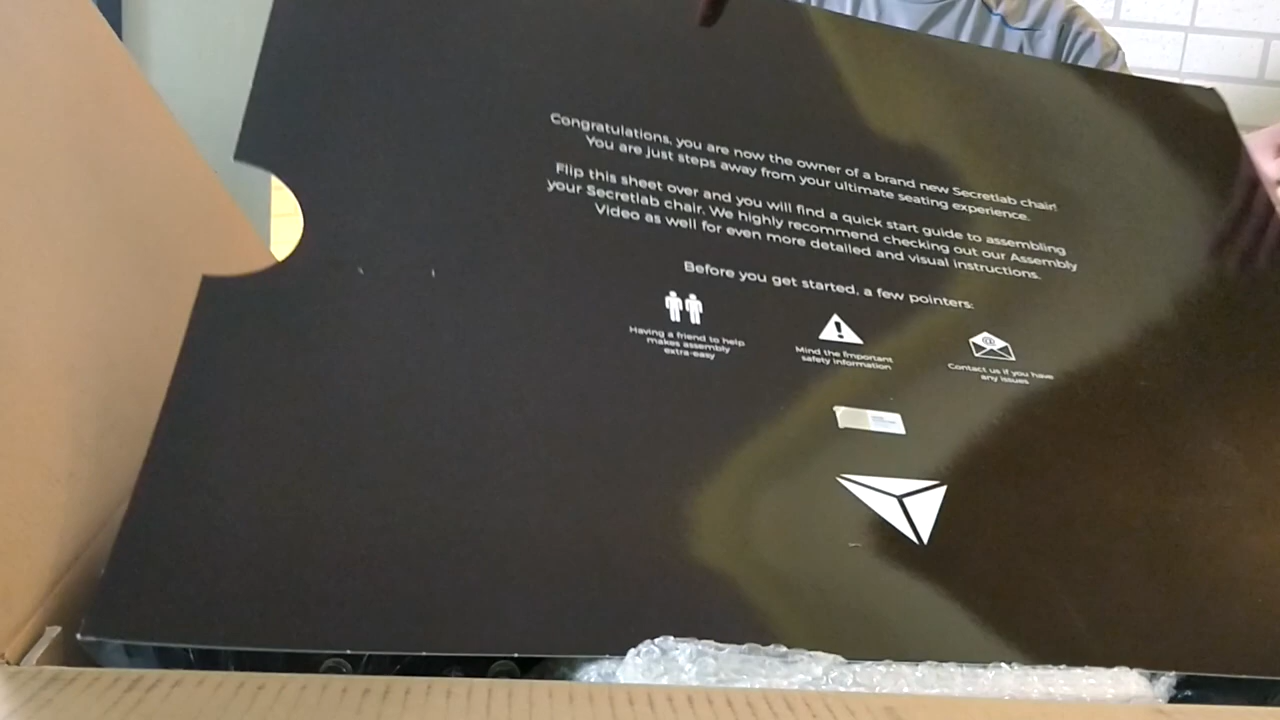 Congratulations, you are now the owner of a brand new Secretlab chair!
You are just steps away from your ultimate seating experience.
Flip this sheet over and you will find a quick start guide to assembling
your Secretlab chair. We highly recommend checking out our Assembly
Video as well for even more detailed and visual instructions.
Before you get started, a few pointers:
Having a friend to help
makes assembly
extra-easy
Mind the important
safety information
Contact us if you have
any issues